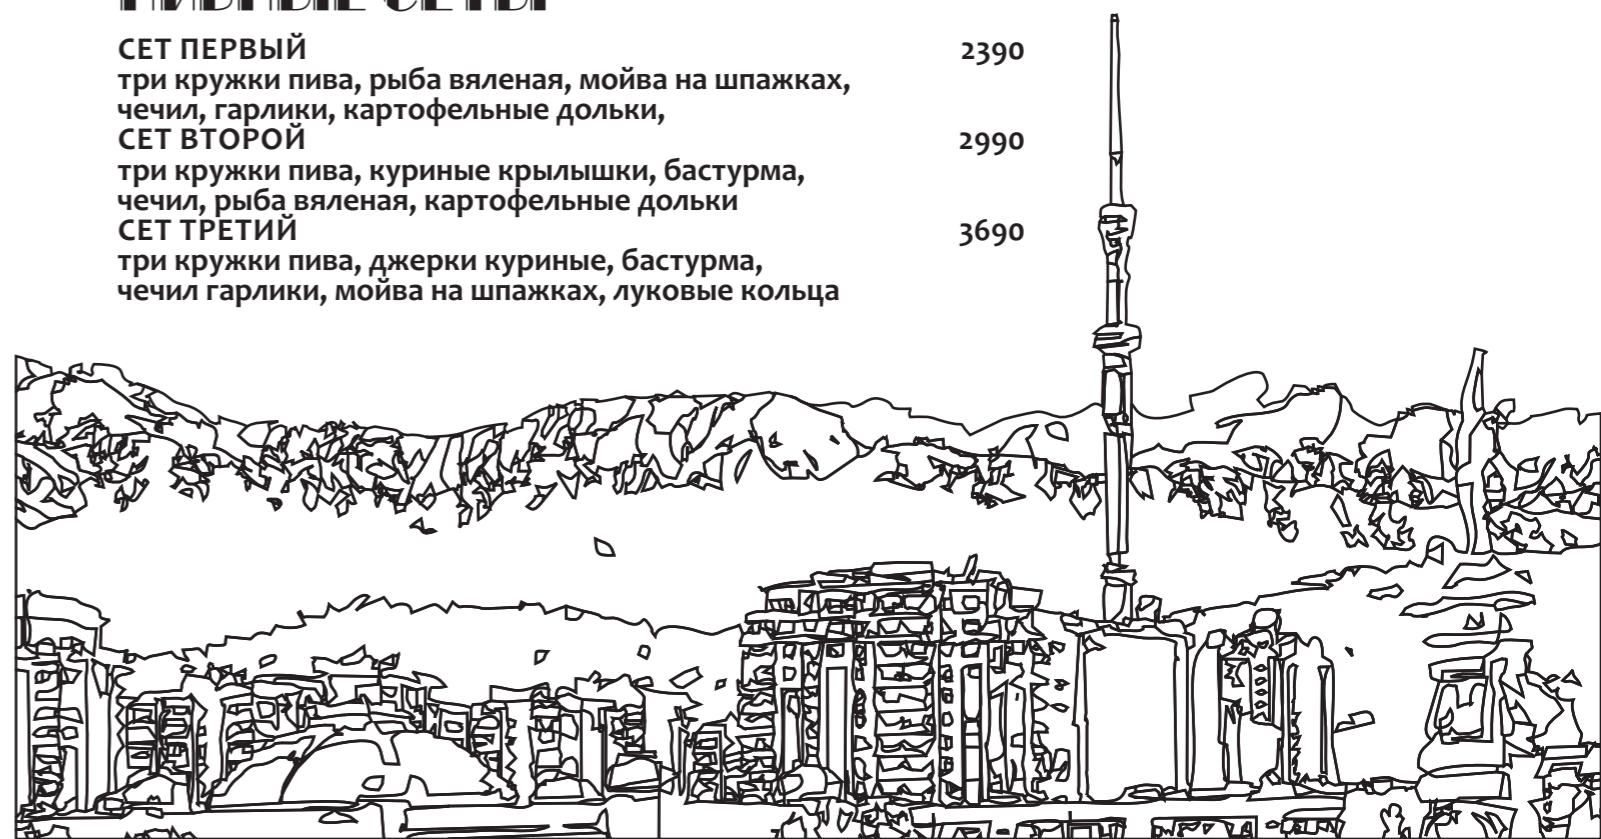 ПИВНЫЕ СЕТЫ
СЕТ ПЕРВЫЙ 2390
три кружки пива, рыба вяленая, мойва на шпажках,
чечил, гарлики, картофельные дольки,
СЕТ ВТОРОЙ 2990
три кружки пива, куриные крылышки, бастурма,
чечил, рыба вяленая, картофельные дольки
СЕТ ТРЕТИЙ 3690
три кружки пива, джерки куриные, бастурма,
чечил гарлики, мойва на шпажках, луковые кольца